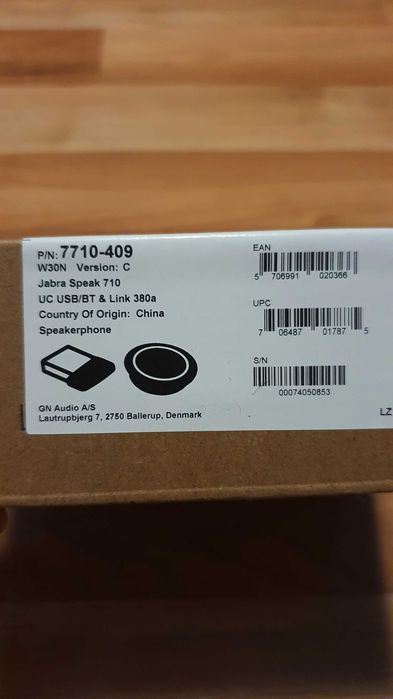 P/N: 7710-409
W30N Version: C
Jabra Speak 710
UC USB/BT & Link 380a
Country Of Origin: China
Speakerphone
GN Audio A/S
Lautrupbjerg 7, 2750 Ballerup, Denmark
EAN
5 706991 020366
UPC
7 06487 01787 5
S/N
00074050853
LZ